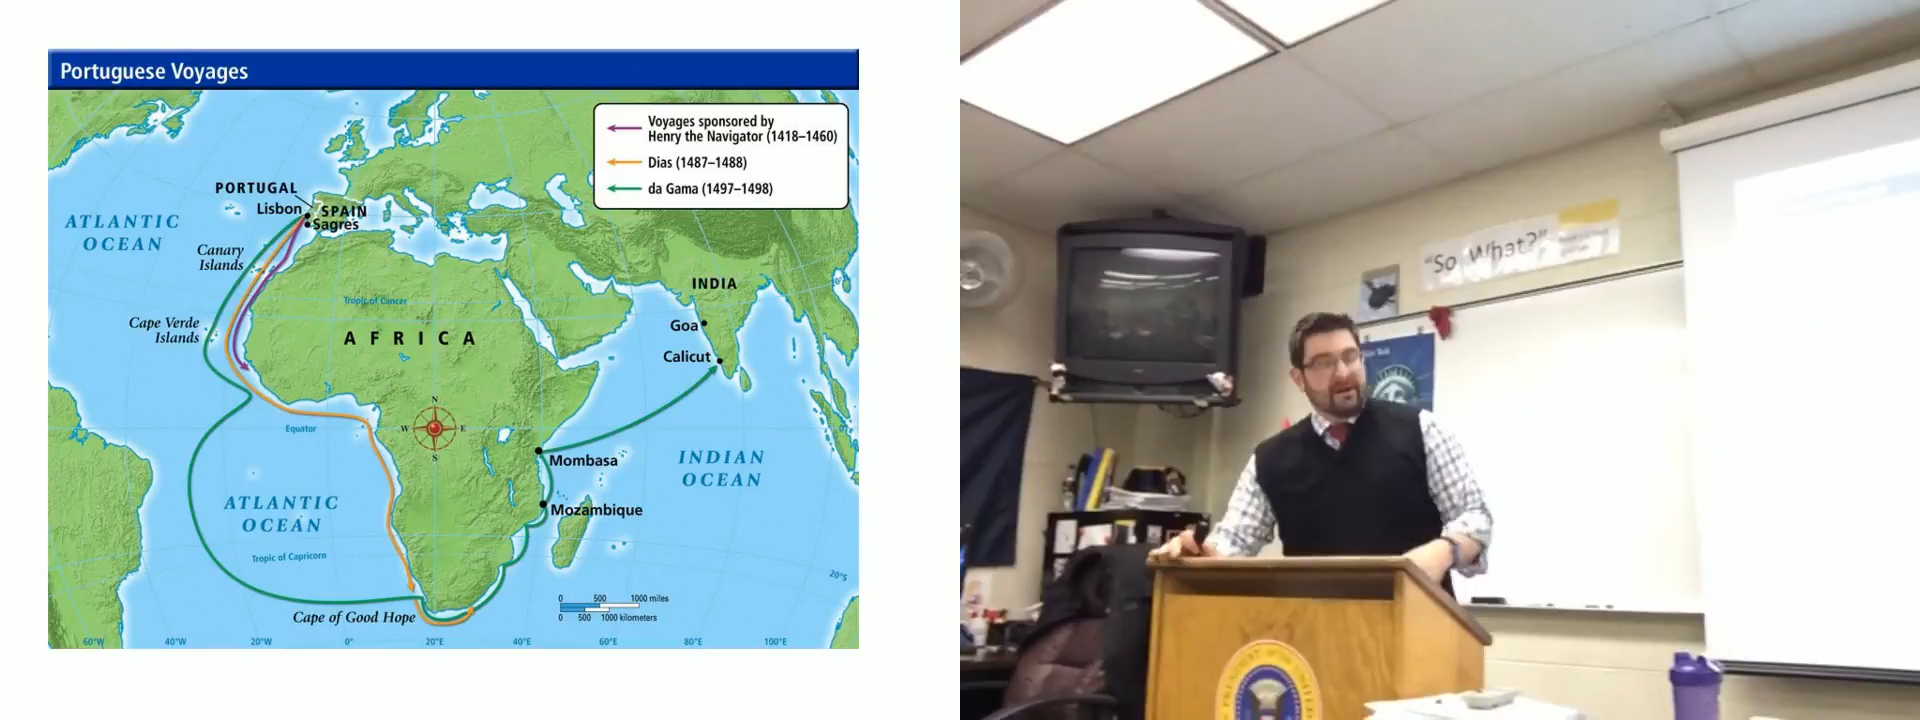 Portuguese Voyages
Voyages sponsored by
Henry the Navigator (1418–1460)
Dias (1487–1488)
da Gama (1497–1498)
PORTUGAL
Lisbon
SPAIN
Sagres
ATLANTIC
OCEAN
Canary
Islands
Tropic of Cancer
INDIA
Cape Verde
Islands
AFRICA
Goa
Calicut
N
W
E
S
Equator
Mombasa
INDIAN
OCEAN
ATLANTIC
OCEAN
Mozambique
Tropic of Capricorn
20°S
0 500 1000 miles
0 500 1000 kilometers
Cape of Good Hope
60°W
40°W
20°W
0°
20°E
40°E
60°E
80°E
100°E
"So What?"